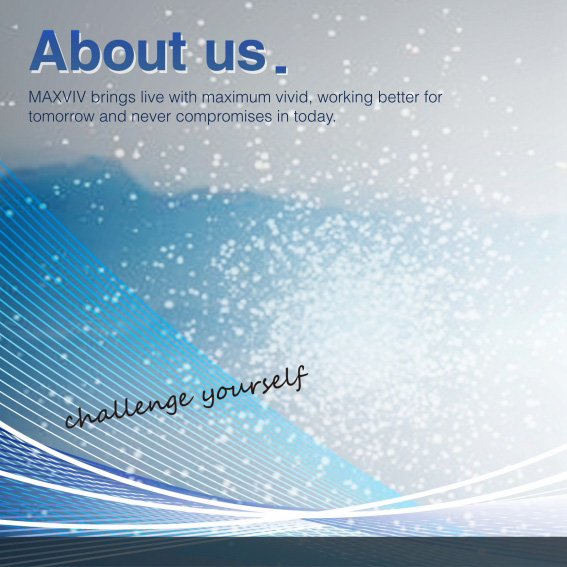 About us.
MAXVIV brings live with maximum vivid, working better for
tomorrow and never compromises in today.
challenge yourself